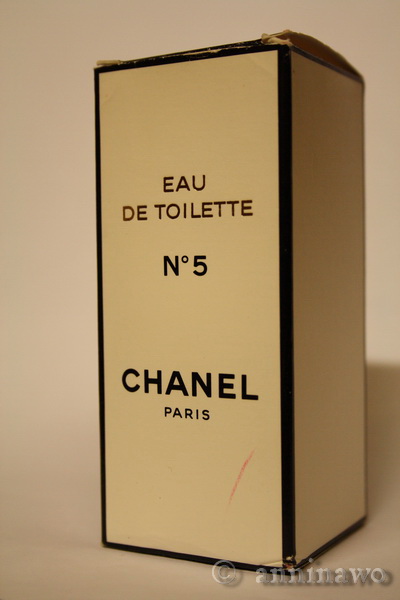 EAU
DE TOILETTE
N°5
CHANEL
PARIS
© anninawo